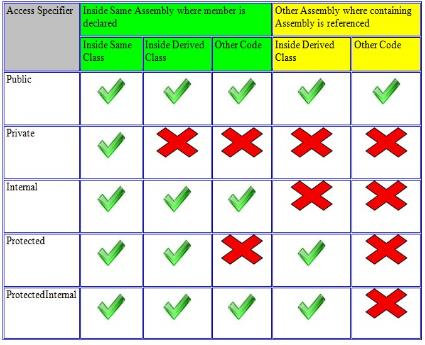 Access Specifier
Inside Same Assembly where member is
declared
Other Assembly where containing
Assembly is referenced
Inside Same
Class
Inside Derived
Class
Other Code
Inside Derived
Class
Other Code
Public
Private
Internal
Protected
ProtectedInternal